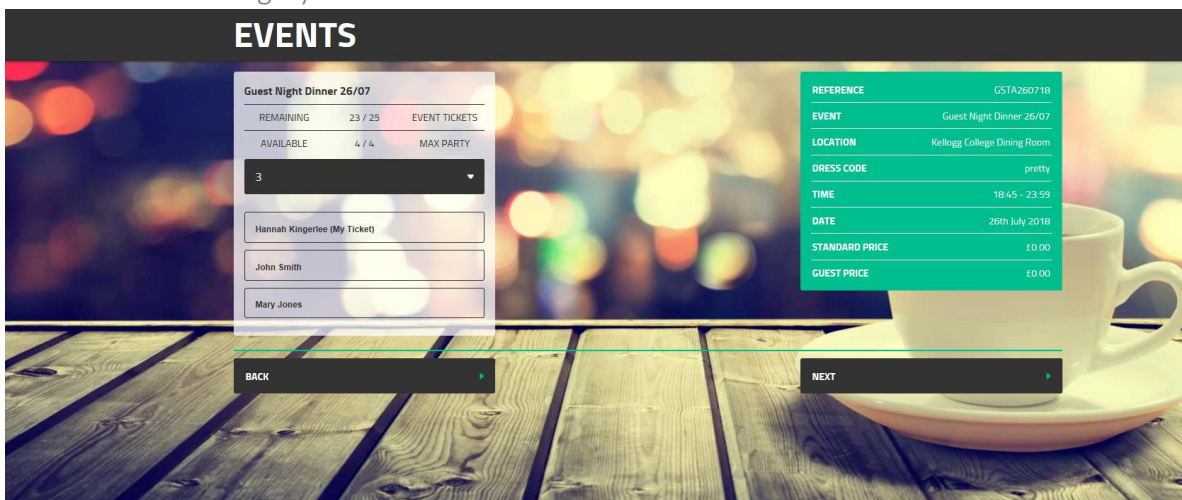 EVENTS
Guest Night Dinner 26/07
REMAINING 23 / 25 EVENT TICKETS
AVAILABLE 4 / 4 MAX PARTY
3
Hannah Kingerlee (My Ticket)
John Smith
Mary Jones
BACK
REFERENCE GSTA260718
EVENT Guest Night Dinner 26/07
LOCATION Kellogg College Dining Room
DRESS CODE pretty
TIME 18:45 - 23:59
DATE 26th July 2018
STANDARD PRICE £0.00
GUEST PRICE £0.00
NEXT